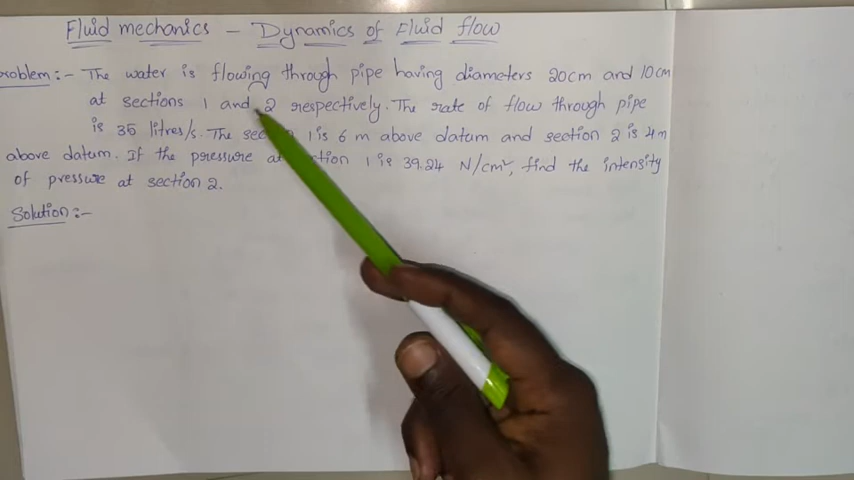 Fluid mechanics - Dynamics of Fluid flow
roblem:- The water is flowing through pipe having diameters 20cm and 10cm
at sections 1 and 2 respectively. The rate of flow through pipe
is 35 litres/s. The sec 1 is 6 m above datum and section 2 is 4m
above datum. If the pressure at ction 1 is 39.24 N/cm², find the intensity
of pressure at section 2.
Solution:-